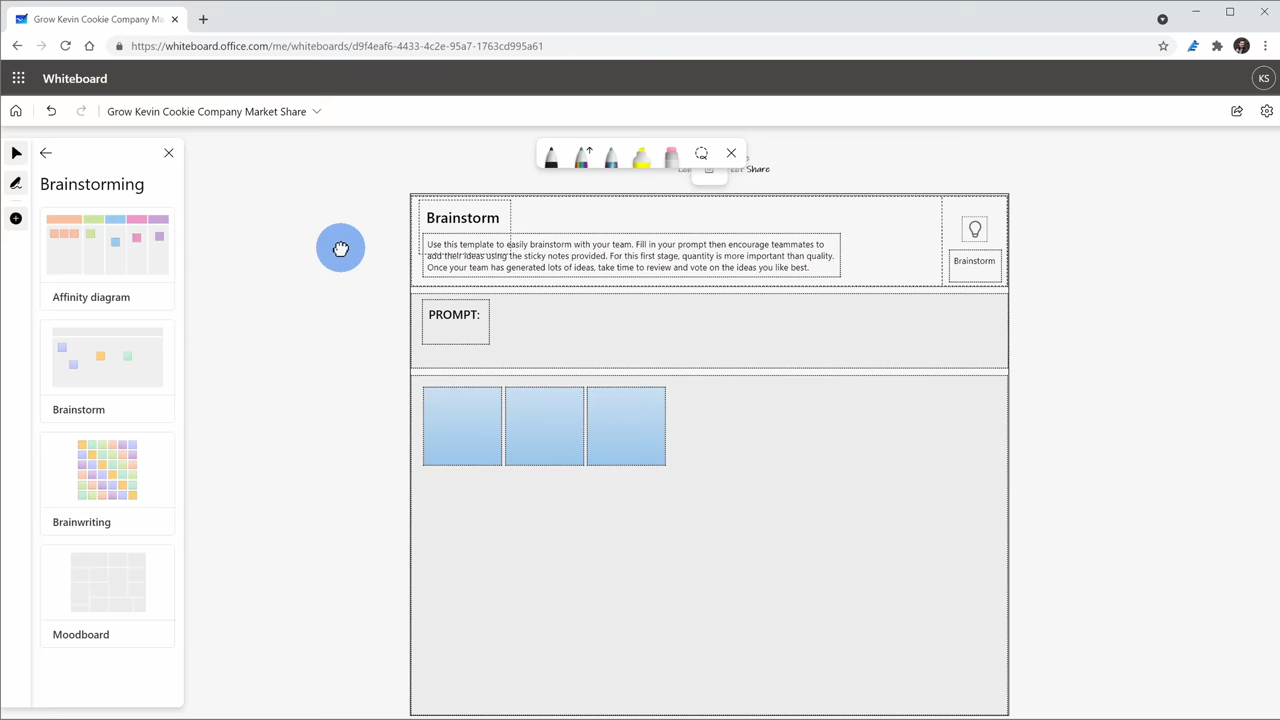 Grow Kevin Cookie Company Ma
https://whiteboard.office.com/me/whiteboards/d9f4eaf6-4433-4c2e-95a7-1763cd995a61
Whiteboard
KS
Grow Kevin Cookie Company Market Share
Brainstorming
Affinity diagram
Brainstorm
Brainwriting
Moodboard
Share
Brainstorm
Use this template to easily brainstorm with your team. Fill in your prompt then encourage teammates to
add their ideas using the sticky notes provided. For this first stage, quantity is more important than quality.
Once your team has generated lots of ideas, take time to review and vote on the ideas you like best.
Brainstorm
PROMPT: